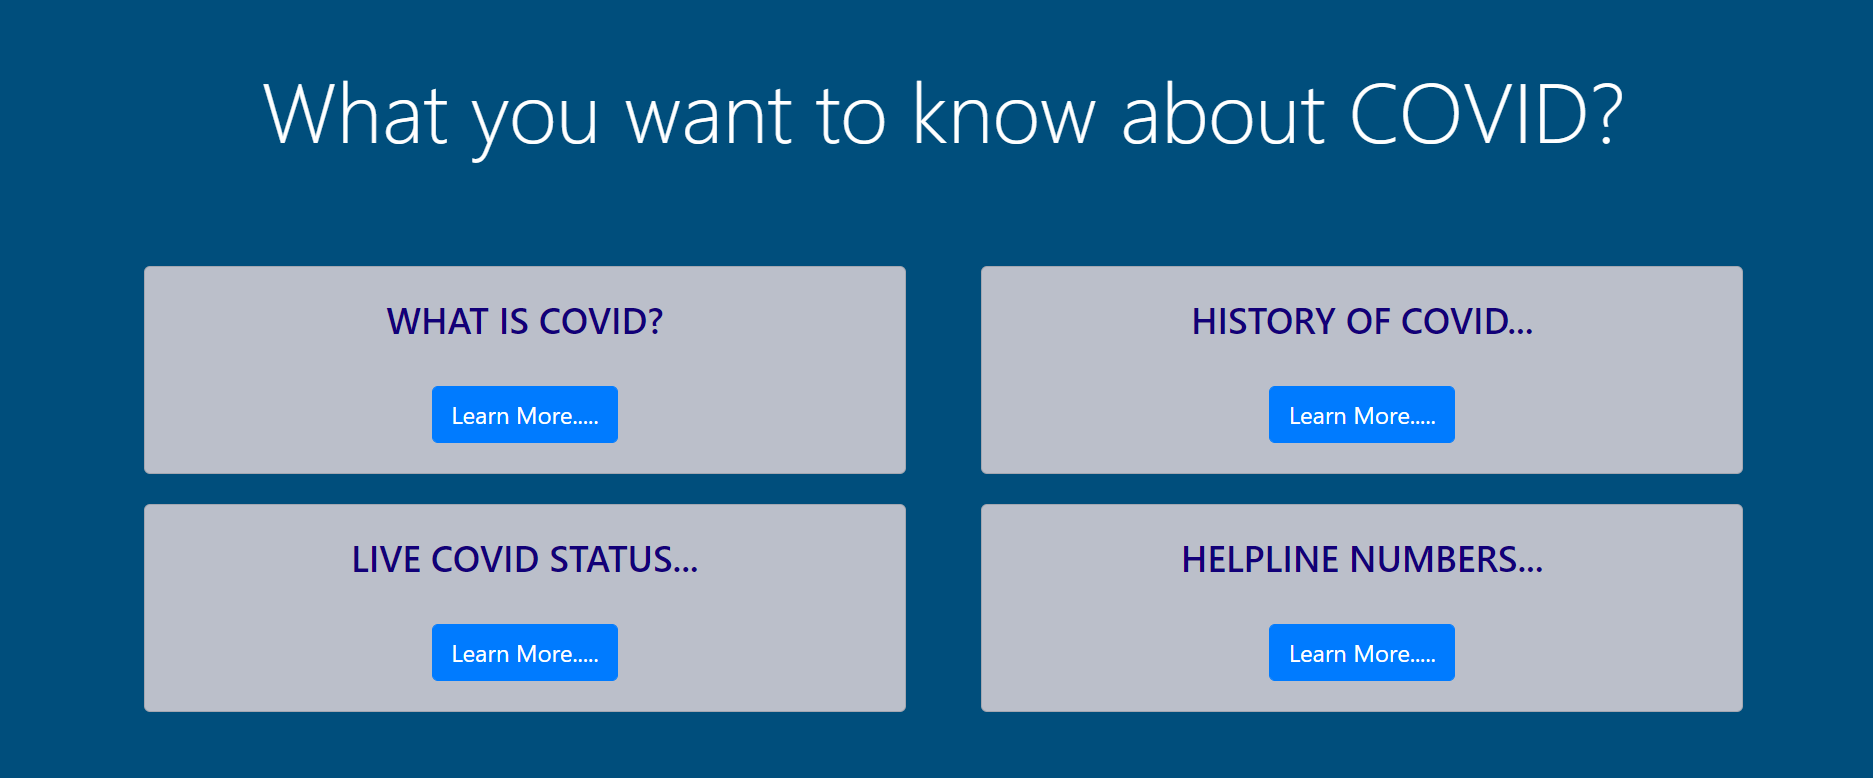 What you want to know about COVID?
WHAT IS COVID?
Learn More.....
HISTORY OF COVID...
Learn More.....
LIVE COVID STATUS...
Learn More.....
HELPLINE NUMBERS...
Learn More.....